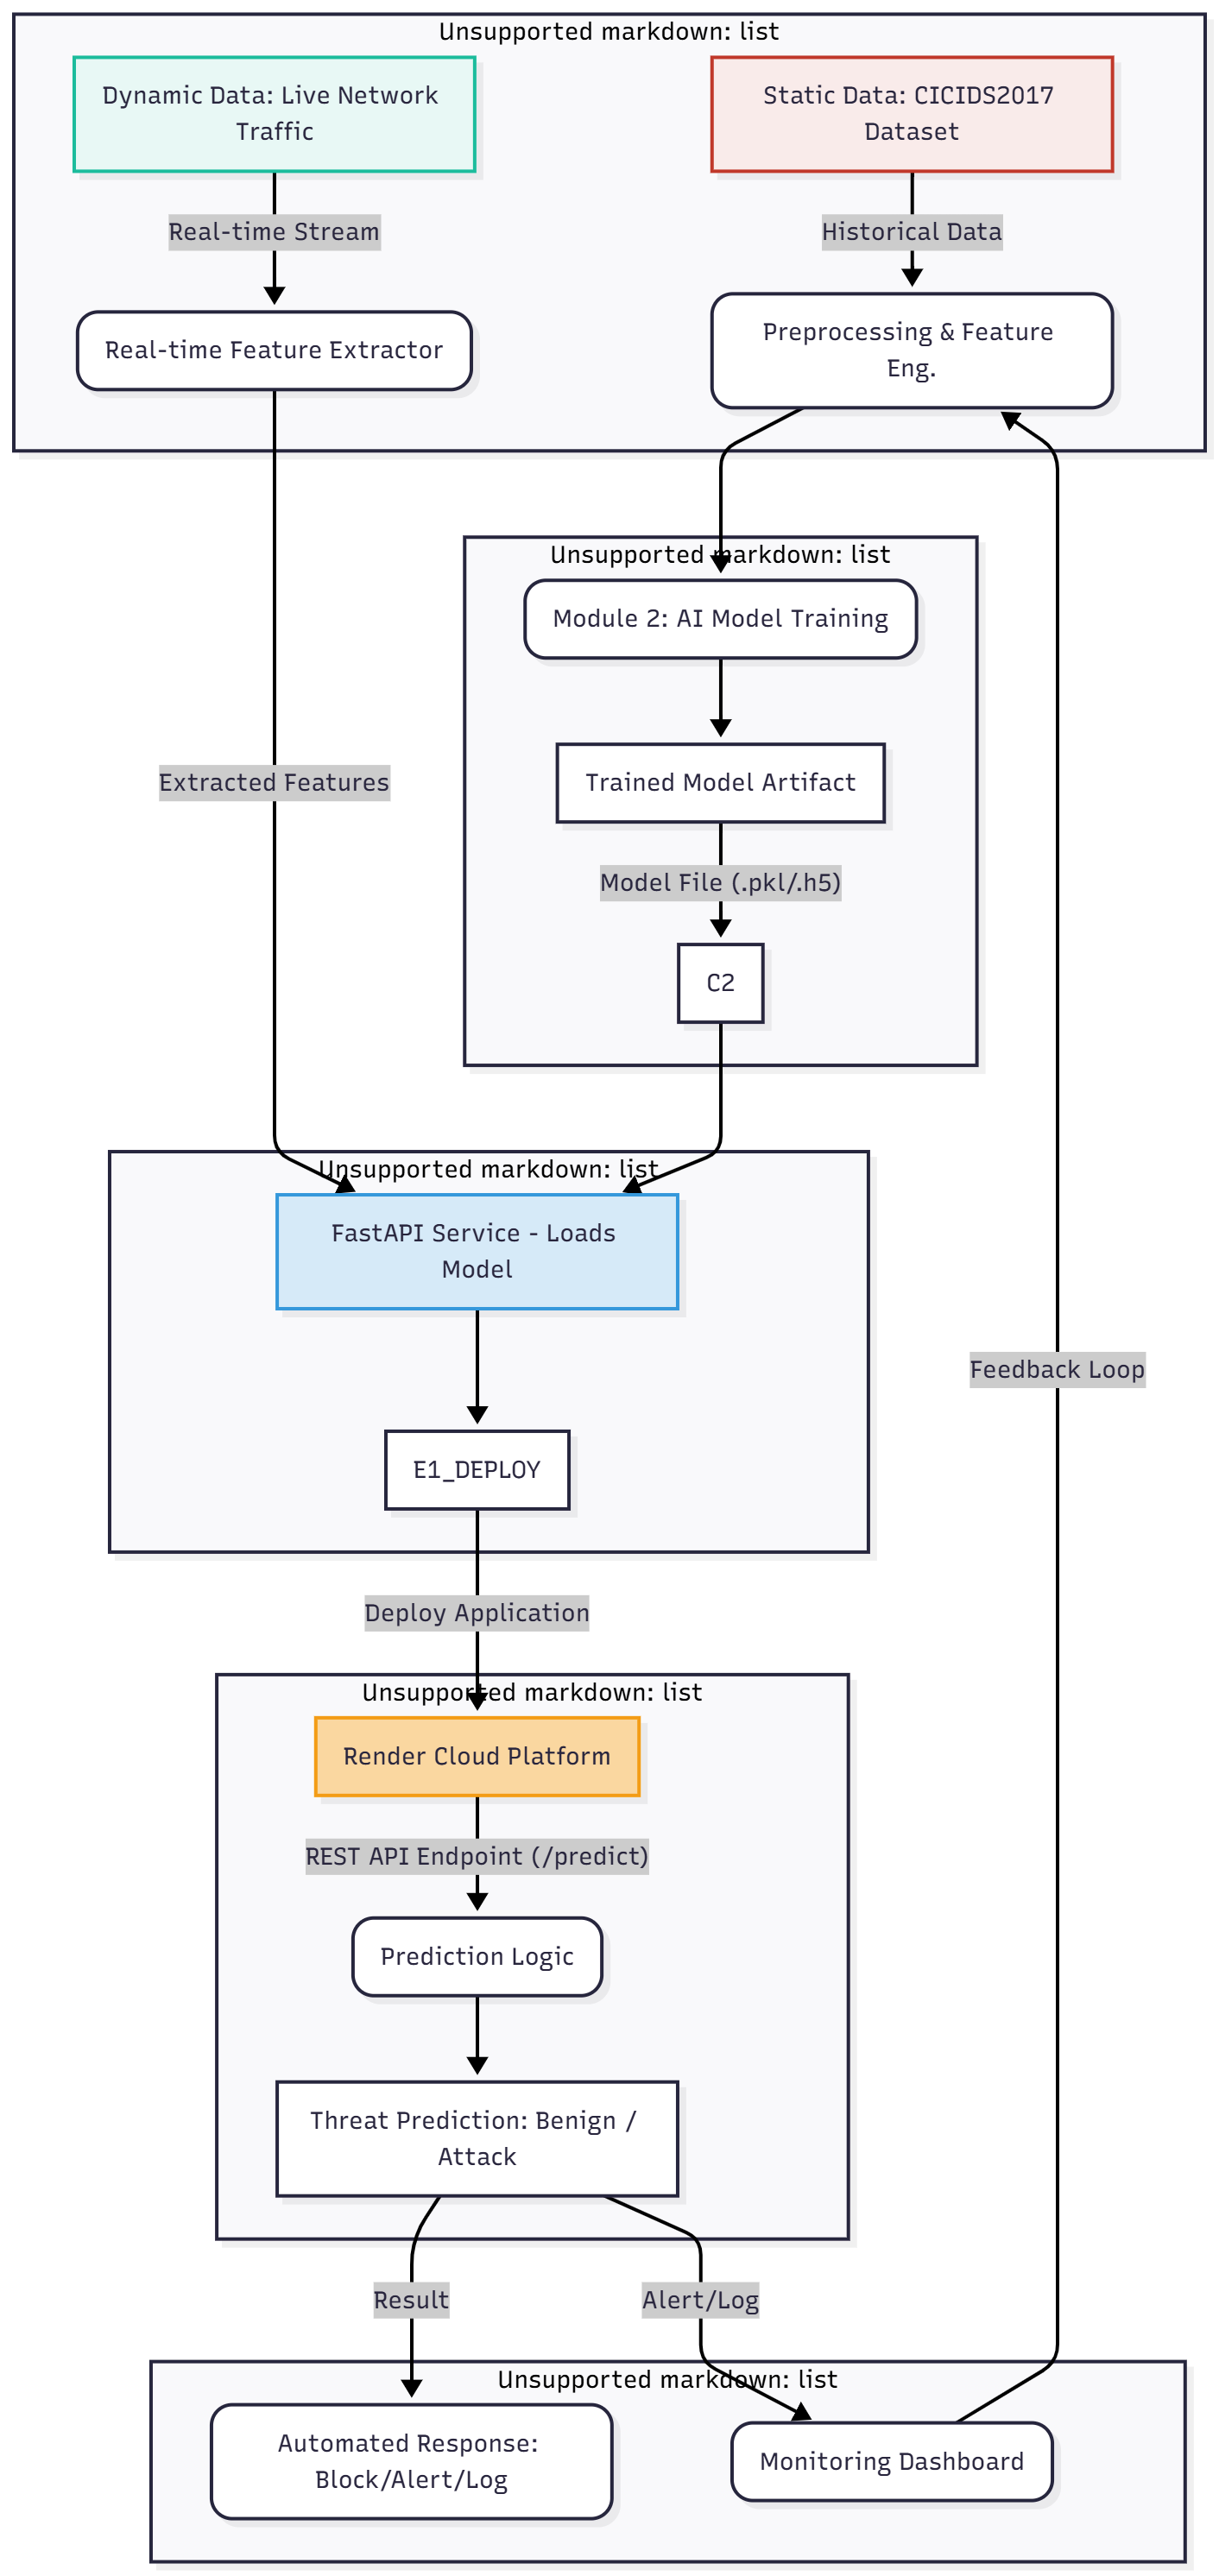 Unsupported markdown: list
Dynamic Data: Live Network
Traffic
Static Data: CICIDS2017
Dataset
Real-time Stream
Historical Data
Real-time Feature Extractor
Preprocessing & Feature
Eng.
Unsupported markdown: list
Module 2: AI Model Training
Extracted Features
Trained Model Artifact
Model File (.pkl/.h5)
C2
Unsupported markdown: list
FastAPI Service - Loads
Model
Feedback Loop
E1_DEPLOY
Deploy Application
Unsupported markdown: list
Render Cloud Platform
REST API Endpoint (/predict)
Prediction Logic
Threat Prediction: Benign /
Attack
Result
Alert/Log
Unsupported markdown: list
Automated Response:
Block/Alert/Log
Monitoring Dashboard